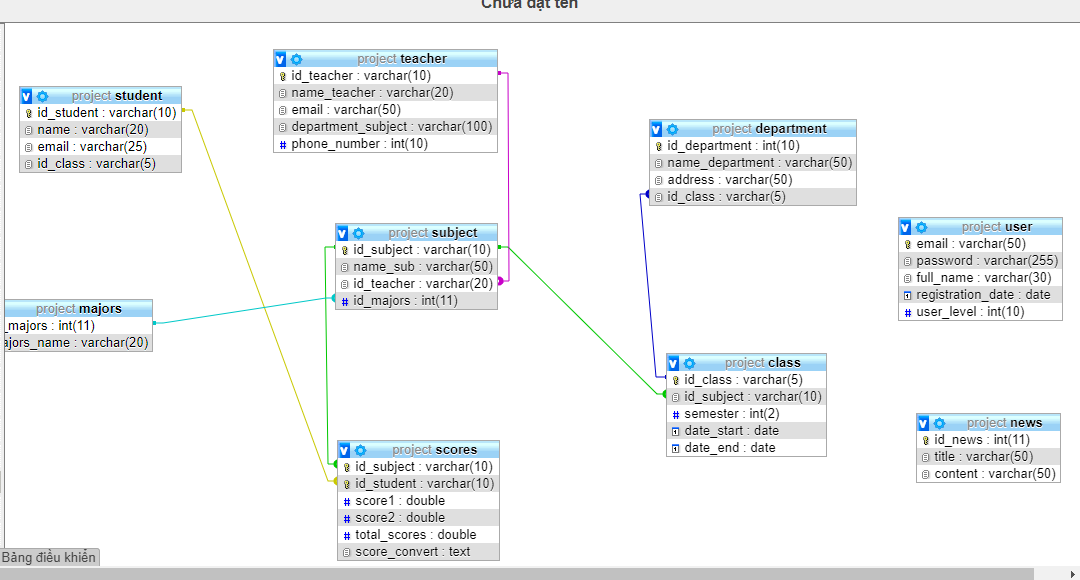 Chưa đặt tên
project teacher
id_teacher : varchar(10)
name_teacher : varchar(20)
email : varchar(50)
department_subject : varchar(100)
phone_number : int(10)
project student
id_student : varchar(10)
name : varchar(20)
email : varchar(25)
id_class : varchar(5)
project department
id_department : int(10)
name_department : varchar(50)
address : varchar(50)
id_class : varchar(5)
project subject
id_subject : varchar(10)
name_sub : varchar(50)
id_teacher : varchar(20)
id_majors : int(11)
project user
email : varchar(50)
password : varchar(255)
full_name : varchar(30)
registration_date : date
user_level : int(10)
project majors
_majors : int(11)
ajors_name : varchar(20)
project class
id_class : varchar(5)
id_subject : varchar(10)
semester : int(2)
date_start : date
date_end : date
project scores
id_subject : varchar(10)
id_student : varchar(10)
score1 : double
score2 : double
total_scores : double
score_convert : text
project news
id_news : int(11)
title : varchar(50)
content : varchar(50)
Bảng điều khiển